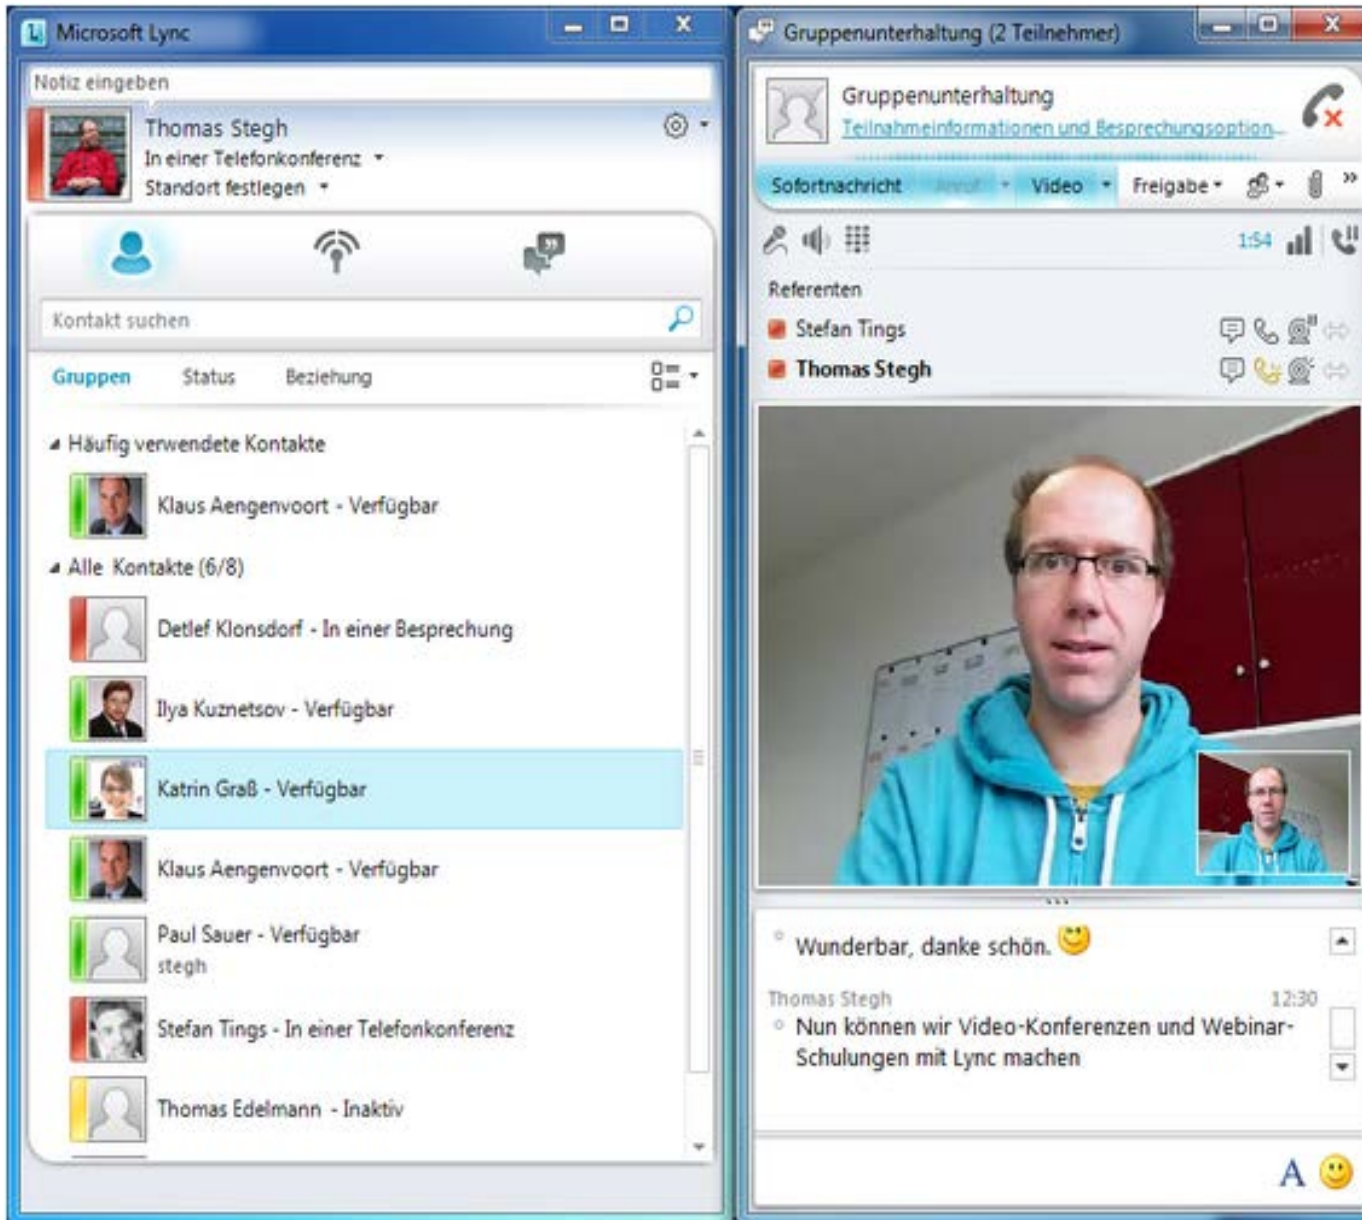 Microsoft Lync
Notiz eingeben
Thomas Stegh
In einer Telefonkonferenz
Standort festlegen
Kontakt suchen
Gruppen Status Beziehung
Häufig verwendete Kontakte
Klaus Aengenvoort - Verfügbar
Alle Kontakte (6/8)
Detlef Klonsdorf - In einer Besprechung
Ilya Kuznetsov - Verfügbar
Katrin Graß - Verfügbar
Klaus Aengenvoort - Verfügbar
Paul Sauer - Verfügbar
stegh
Stefan Tings - In einer Telefonkonferenz
Thomas Edelmann - Inaktiv
Gruppenunterhaltung (2 Teilnehmer)
Gruppenunterhaltung
Teilnahmeinformationen und Besprechungsoption...
Sofortnachricht Anruf Video Freigabe
1:54
Referenten
Stefan Tings
Thomas Stegh
Wunderbar, danke schön.
Thomas Stegh 12:30
Nun können wir Video-Konferenzen und Webinar-
Schulungen mit Lync machen
A